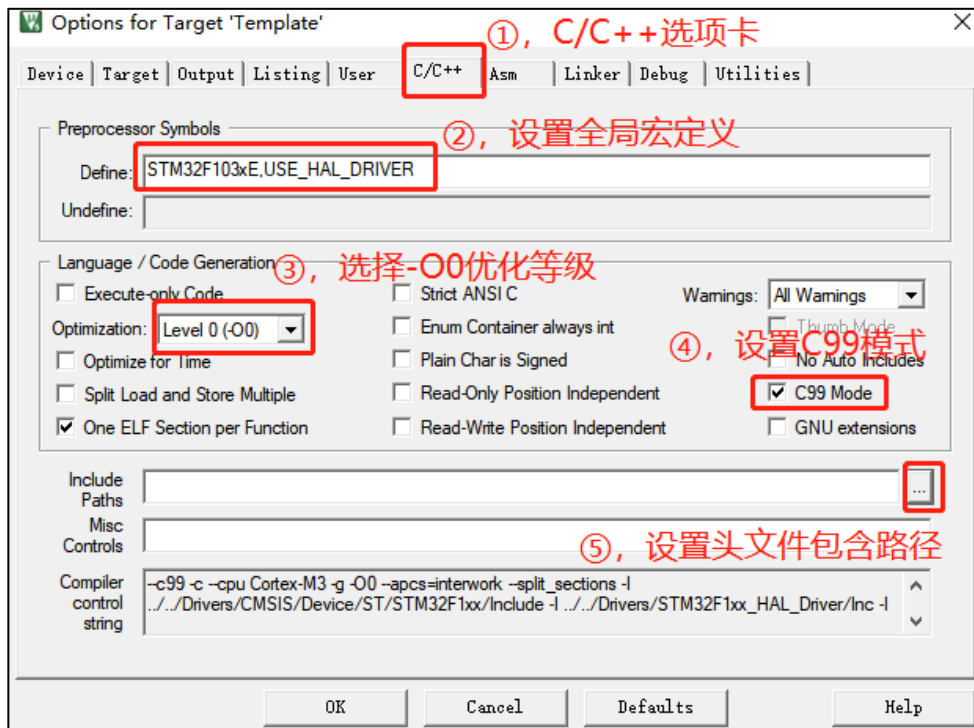 Options for Target 'Template'
①，C/C++选项卡
Device Target Output Listing User C/C++ Asm Linker Debug Utilities
Preprocessor Symbols
②，设置全局宏定义
Define: STM32F103xE,USE_HAL_DRIVER
Undefine:
Language / Code Generation
③，选择-O0优化等级
Execute-only Code Strict ANSI C Warnings: All Warnings
Optimization: Level 0 (-O0) Enum Container always int Thumb Mode
④，设置C99模式
Optimize for Time Plain Char is Signed No Auto Includes
Split Load and Store Multiple Read-Only Position Independent C99 Mode
One ELF Section per Function Read-Write Position Independent GNU extensions
Include Paths ...
Misc Controls
⑤，设置头文件包含路径
Compiler control string
--c99 -c --cpu Cortex-M3 -g -O0 --apcs=interwork --split_sections -I
../../Drivers/CMSIS/Device/ST/STM32F1xx/Include -I ../../Drivers/STM32F1xx_HAL_Driver/Inc -I
OK Cancel Defaults Help